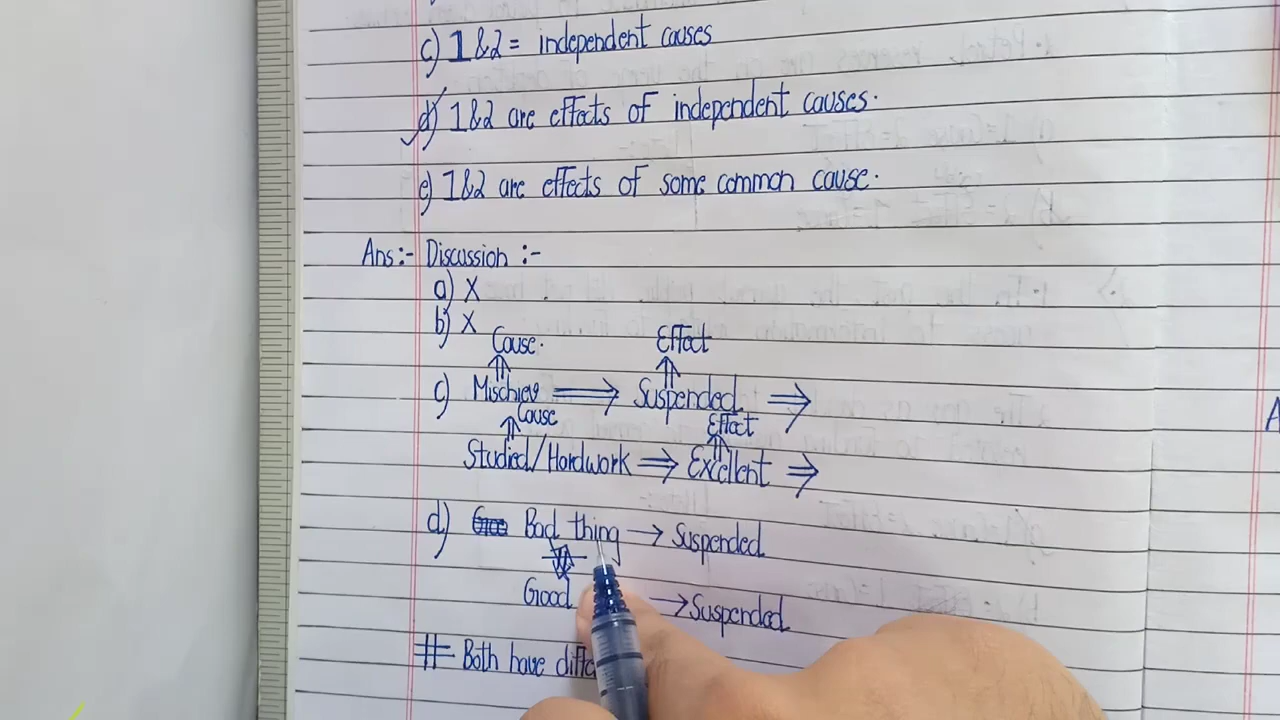 c) 1&2 = independent causes
d) 1&2 are effects of independent causes.
e) 1&2 are effects of some common cause.
Ans:- Discussion :-
a) X
b) X
Cause. Effect
c) Mischiev ⟹ Suspended ⟹
Cause Effect
Studied/Hardwork ⟹ Excellent ⟹
d) Bad thing → Suspended
Good → Suspended
# Both have